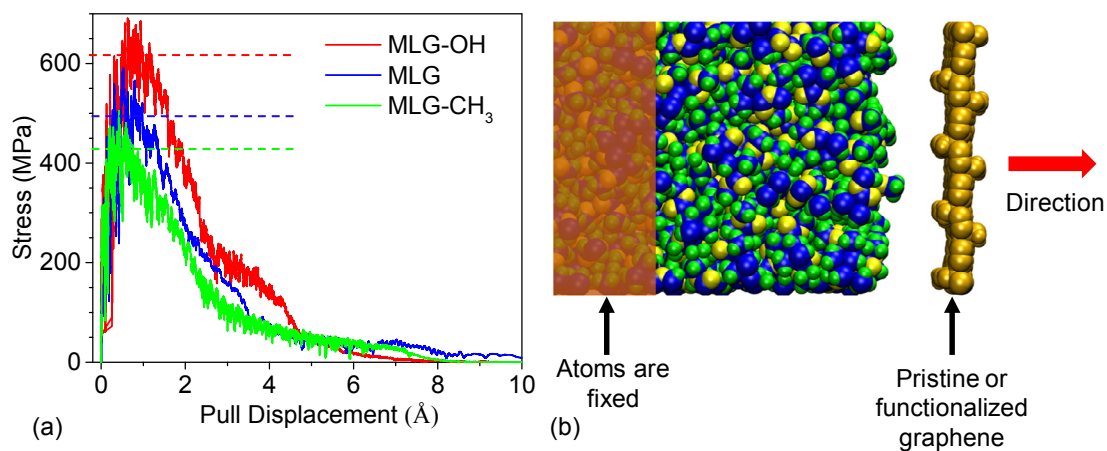 600
400
200
0
Stress (MPa)
0
2
4
6
8
10
Pull Displacement (Å)
MLG-OH
MLG
MLG-CH₃
(a)
Direction
Atoms are
fixed
Pristine or
functionalized
graphene
(b)